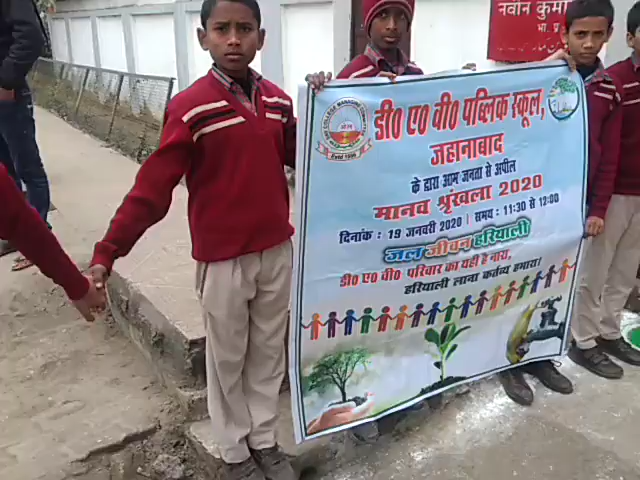 नवीन कुमा
भा. प्र
डी0 ए0 वी0 पब्लिक स्कूल,
जहानाबाद
के द्वारा आम जनता से अपील
मानव श्रृंखला 2020
दिनांक : 19 जनवरी 2020 | समय : 11:30 से 12:00
जल जीवन हरियाली
डी0 ए0 वी0 परिवार का यही है नारा,
हरियाली लाना कर्तव्य हमारा।